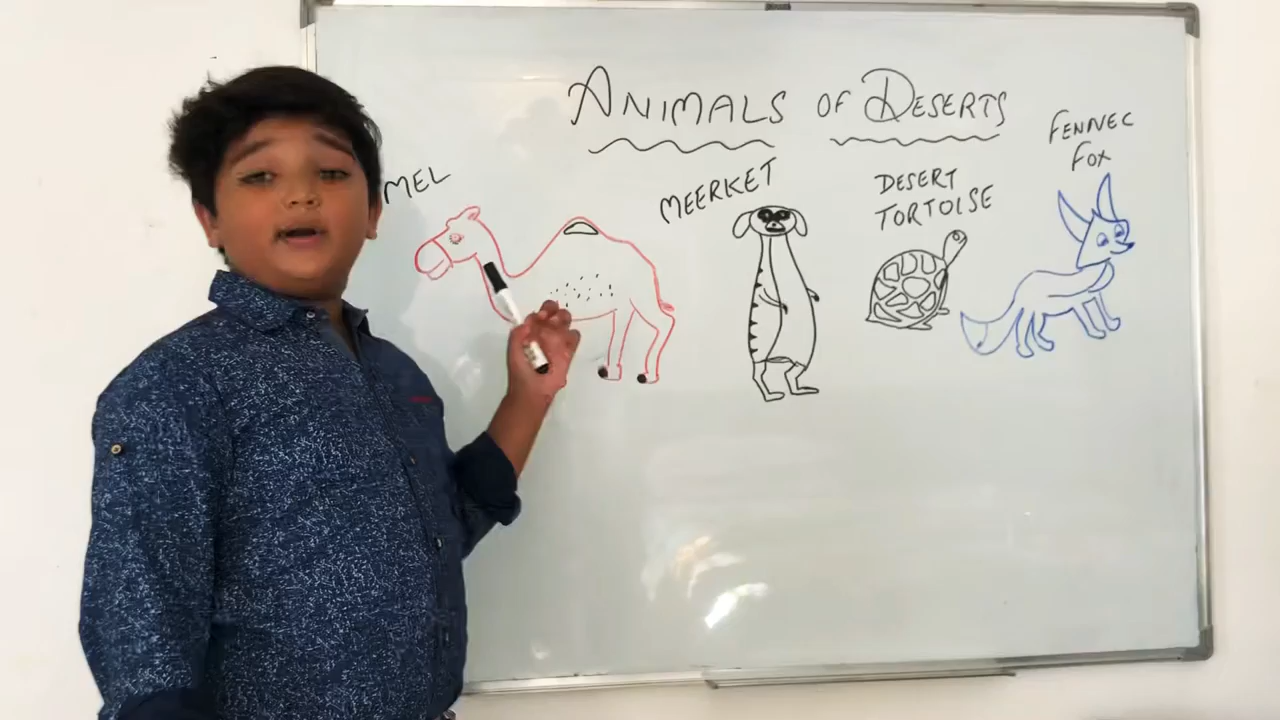 ANIMALS OF DESERTS
MEL
MEERKET
DESERT
TORTOISE
FENNEC
FOX